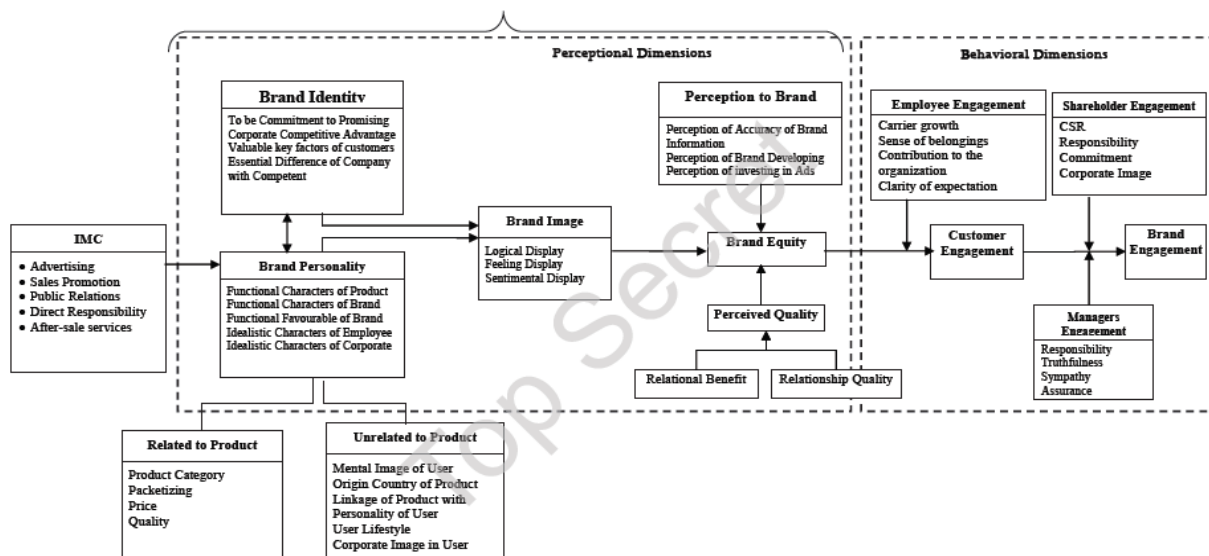 Perceptional Dimensions
Behavioral Dimensions
IMC
● Advertising
● Sales Promotion
● Public Relations
● Direct Responsibility
● After-sale services
Brand Identity
To be Commitment to Promising
Corporate Competitive Advantage
Valuable key factors of customers
Essential Difference of Company
with Competent
Brand Personality
Functional Characters of Product
Functional Characters of Brand
Functional Favourable of Brand
Idealistic Characters of Employee
Idealistic Characters of Corporate
Related to Product
Product Category
Packetizing
Price
Quality
Unrelated to Product
Mental Image of User
Origin Country of Product
Linkage of Product with
Personality of User
User Lifestyle
Corporate Image in User
Brand Image
Logical Display
Feeling Display
Sentimental Display
Perception to Brand
Perception of Accuracy of Brand
Information
Perception of Brand Developing
Perception of investing in Ads
Brand Equity
Perceived Quality
Relational Benefit
Relationship Quality
Employee Engagement
Carrier growth
Sense of belongings
Contribution to the
organization
Clarity of expectation
Shareholder Engagement
CSR
Responsibility
Commitment
Corporate Image
Customer
Engagement
Brand
Engagement
Managers
Engagement
Responsibility
Truthfulness
Sympathy
Assurance
Top Secret